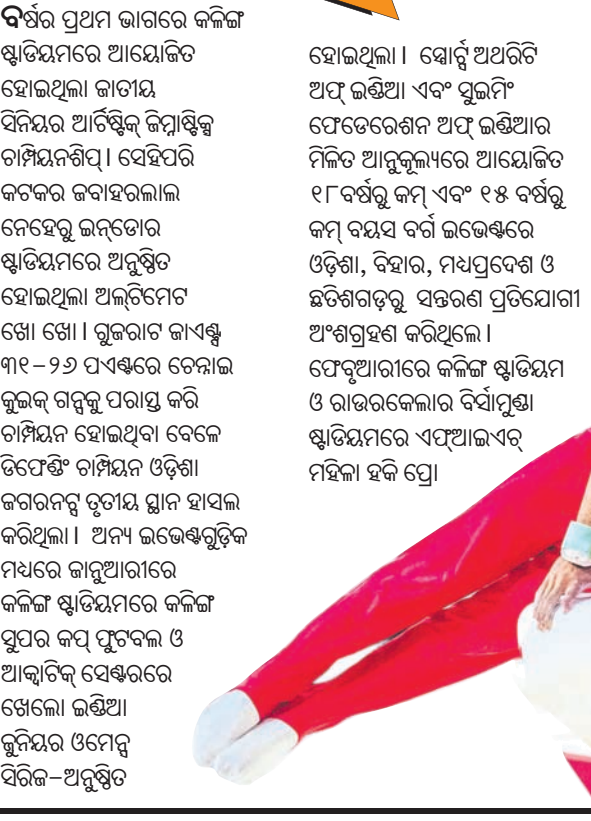 ବର୍ଷର ପ୍ରଥମ ଭାଗରେ କଳିଙ୍ଗ
ଷ୍ଟାଡିୟମରେ ଆୟୋଜିତ
ହୋଇଥିଲା ଜାତୀୟ
ସିନିୟର ଆର୍ଟିଷ୍ଟିକ୍ ଜିମ୍ନାଷ୍ଟିକ୍ସ
ଚାମ୍ପିୟନଶିପ୍। ସେହିପରି
କଟକର ଜବାହରଲାଲ
ନେହେରୁ ଇନ୍‌ଡୋର
ଷ୍ଟାଡିୟମରେ ଅନୁଷ୍ଠିତ
ହୋଇଥିଲା ଅଲ୍‌ଟିମେଟ
ଖୋ ଖୋ। ଗୁଜରାଟ ଜାଏଣ୍ଟ୍ସ
୩୧–୨୬ ପଏଣ୍ଟରେ ଚେନ୍ନାଇ
କୁଇକ୍ ଗନ୍ସକୁ ପରାସ୍ତ କରି
ଚାମ୍ପିୟନ ହୋଇଥିବା ବେଳେ
ଡିଫେଣ୍ଡିଂ ଚାମ୍ପିୟନ ଓଡ଼ିଶା
ଜଗରନଟ୍ସ ତୃତୀୟ ସ୍ଥାନ ହାସଲ
କରିଥିଲା। ଅନ୍ୟ ଇଭେଣ୍ଟଗୁଡ଼ିକ
ମଧ୍ୟରେ ଜାନୁଆରୀରେ
କଳିଙ୍ଗ ଷ୍ଟାଡିୟମରେ କଳିଙ୍ଗ
ସୁପର କପ୍ ଫୁଟବଲ ଓ
ଆକ୍ୱାଟିକ୍ ସେଣ୍ଟରରେ
ଖେଲୋ ଇଣ୍ଡିଆ
ଜୁନିୟର ଓମେନ୍ସ
ସିରିଜ–ଅନୁଷ୍ଠିତ
ହୋଇଥିଲା। ସ୍ପୋର୍ଟ୍ସ ଅଥରିଟି
ଅଫ୍ ଇଣ୍ଡିଆ ଏବଂ ସୁଇମିଂ
ଫେଡେରେଶନ ଅଫ୍ ଇଣ୍ଡିଆର
ମିଳିତ ଆନୁକୂଲ୍ୟରେ ଆୟୋଜିତ
୧୮ବର୍ଷରୁ କମ୍ ଏବଂ ୧୫ ବର୍ଷରୁ
କମ୍ ବୟସ ବର୍ଗ ଇଭେଣ୍ଟରେ
ଓଡ଼ିଶା, ବିହାର, ମଧ୍ୟପ୍ରଦେଶ ଓ
ଛତିଶଗଡ଼ରୁ ସନ୍ତରଣ ପ୍ରତିଯୋଗୀ
ଅଂଶଗ୍ରହଣ କରିଥିଲେ।
ଫେବୃଆରୀରେ କଳିଙ୍ଗ ଷ୍ଟାଡିୟମ
ଓ ରାଉରକେଲାର ବିର୍ସାମୁଣ୍ଡା
ଷ୍ଟାଡିୟମରେ ଏଫ୍ଆଇଏଚ୍
ମହିଳା ହକି ପ୍ରୋ